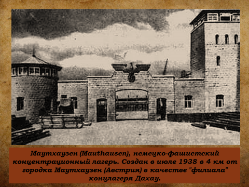 Маутхаузен (Mauthausen), немецко-фашистский
концентрационный лагерь. Создан в июле 1938 в 4 км от
городка Маутхаузен (Австрия) в качестве "филиала"
концлагеря Дахау.